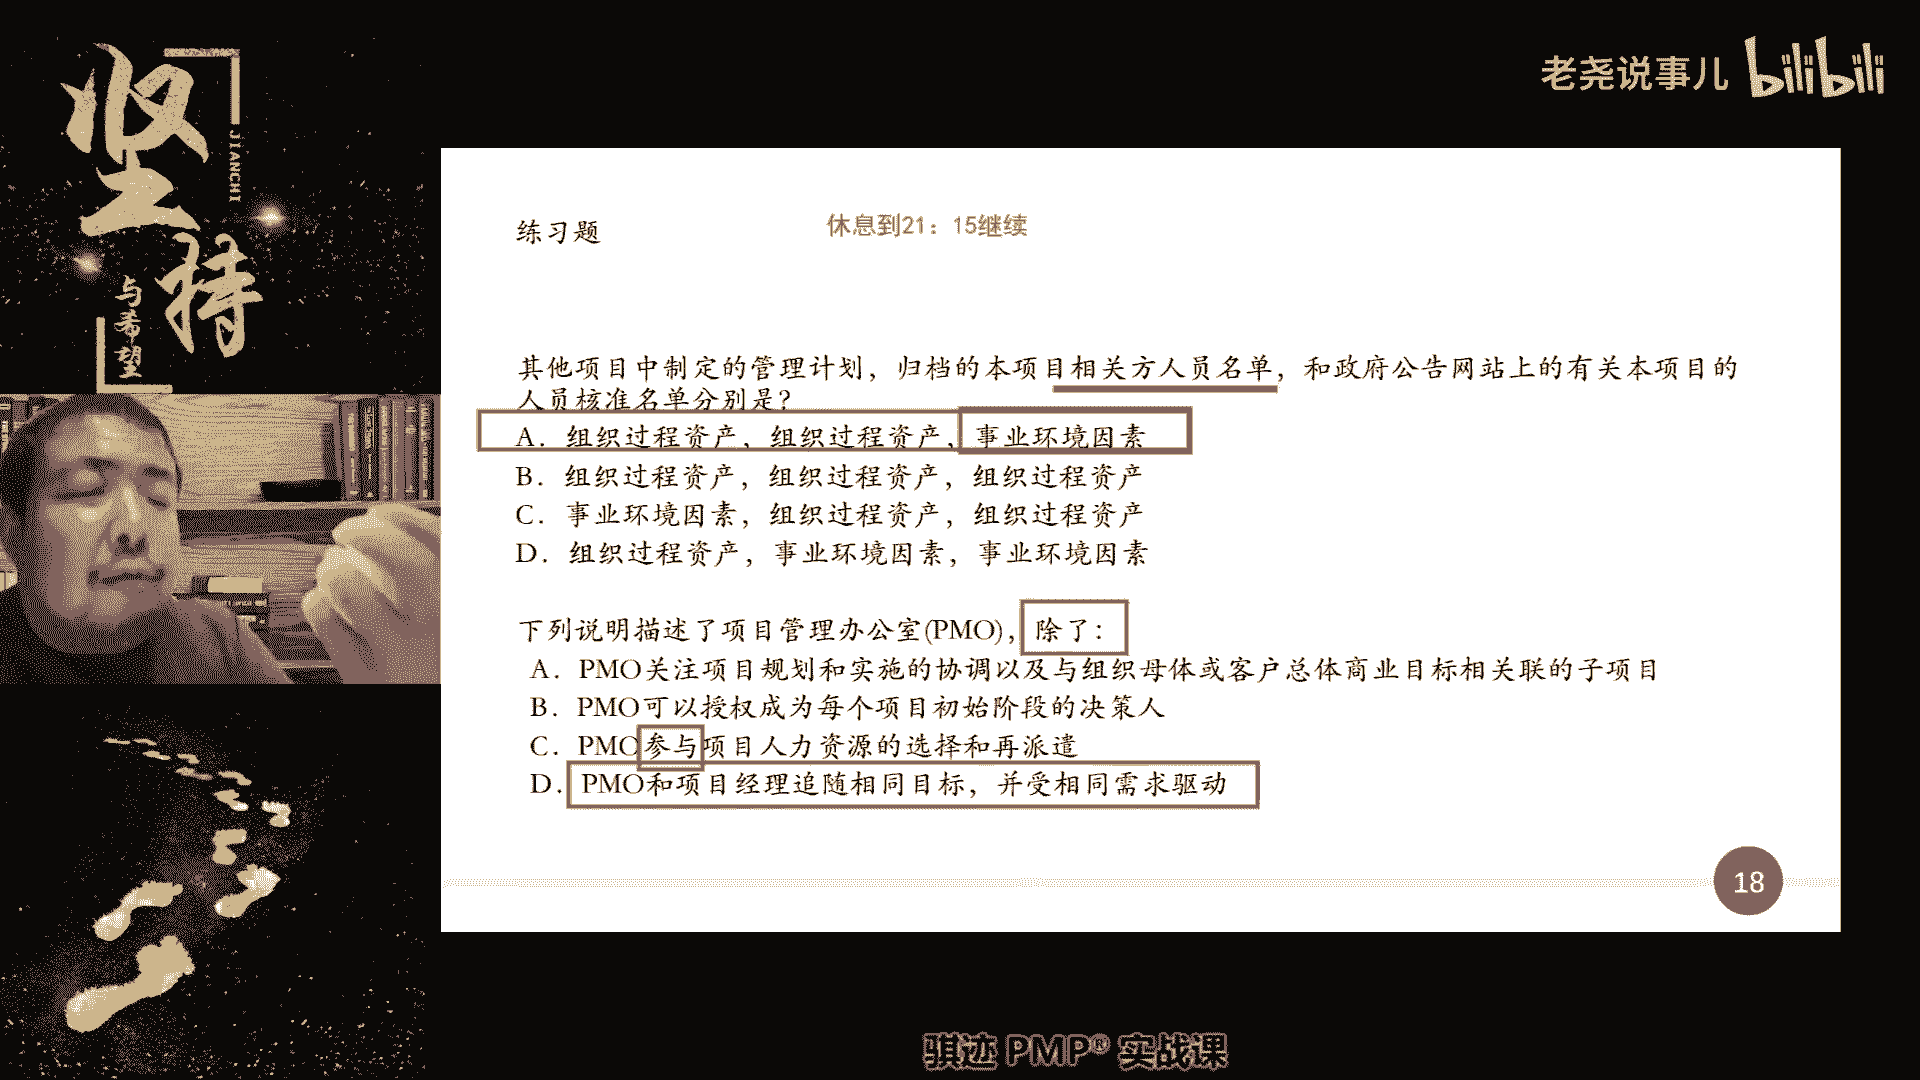 坚持
JIANCHI
与希望
老尧说事儿 bilibili
练习题
休息到21：15继续
其他项目中制定的管理计划，归档的本项目相关方人员名单，和政府公告网站上的有关本项目的
人员核准名单分别是？
A．组织过程资产，组织过程资产，事业环境因素
B．组织过程资产，组织过程资产，组织过程资产
C．事业环境因素，组织过程资产，组织过程资产
D．组织过程资产，事业环境因素，事业环境因素
下列说明描述了项目管理办公室(PMO)，除了：
A．PMO关注项目规划和实施的协调以及与组织母体或客户总体商业目标相关联的子项目
B．PMO可以授权成为每个项目初始阶段的决策人
C．PMO参与项目人力资源的选择和再派遣
D．PMO和项目经理追随相同目标，并受相同需求驱动
18
骐迹 PMP® 实战课